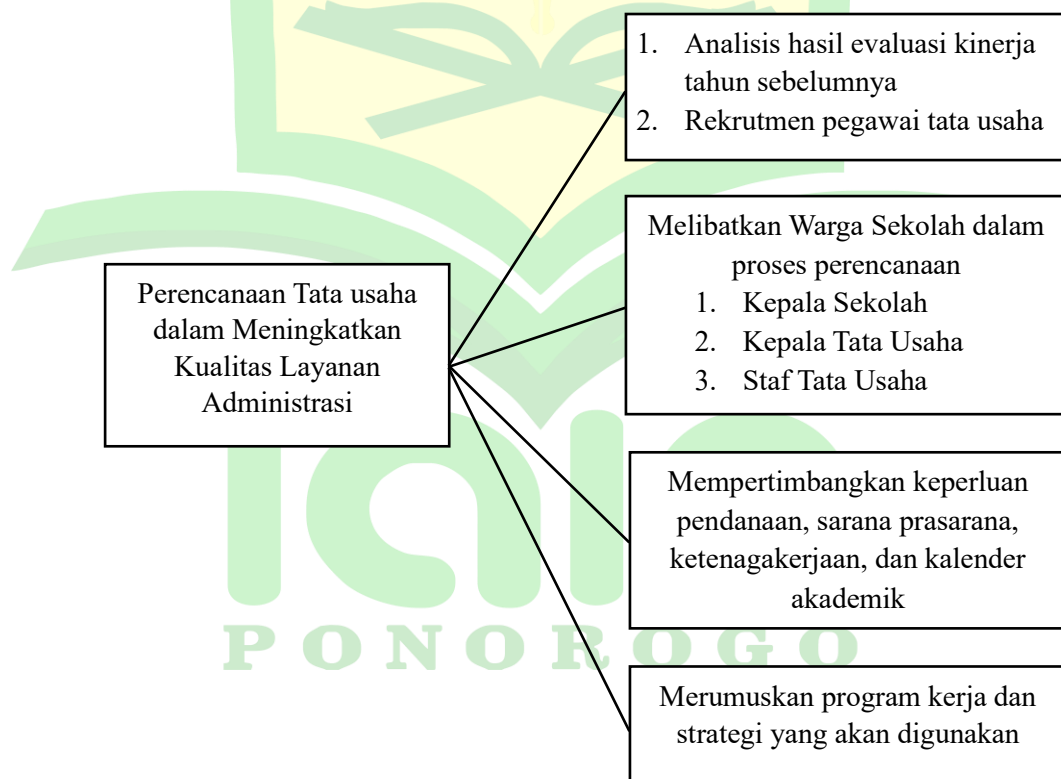 1. Analisis hasil evaluasi kinerja
tahun sebelumnya
2. Rekrutmen pegawai tata usaha
Melibatkan Warga Sekolah dalam
proses perencanaan
1. Kepala Sekolah
2. Kepala Tata Usaha
3. Staf Tata Usaha
Perencanaan Tata usaha
dalam Meningkatkan
Kualitas Layanan
Administrasi
Mempertimbangkan keperluan
pendanaan, sarana prasarana,
ketenagakerjaan, dan kalender
akademik
Merumuskan program kerja dan
strategi yang akan digunakan
iain
PONOROGO